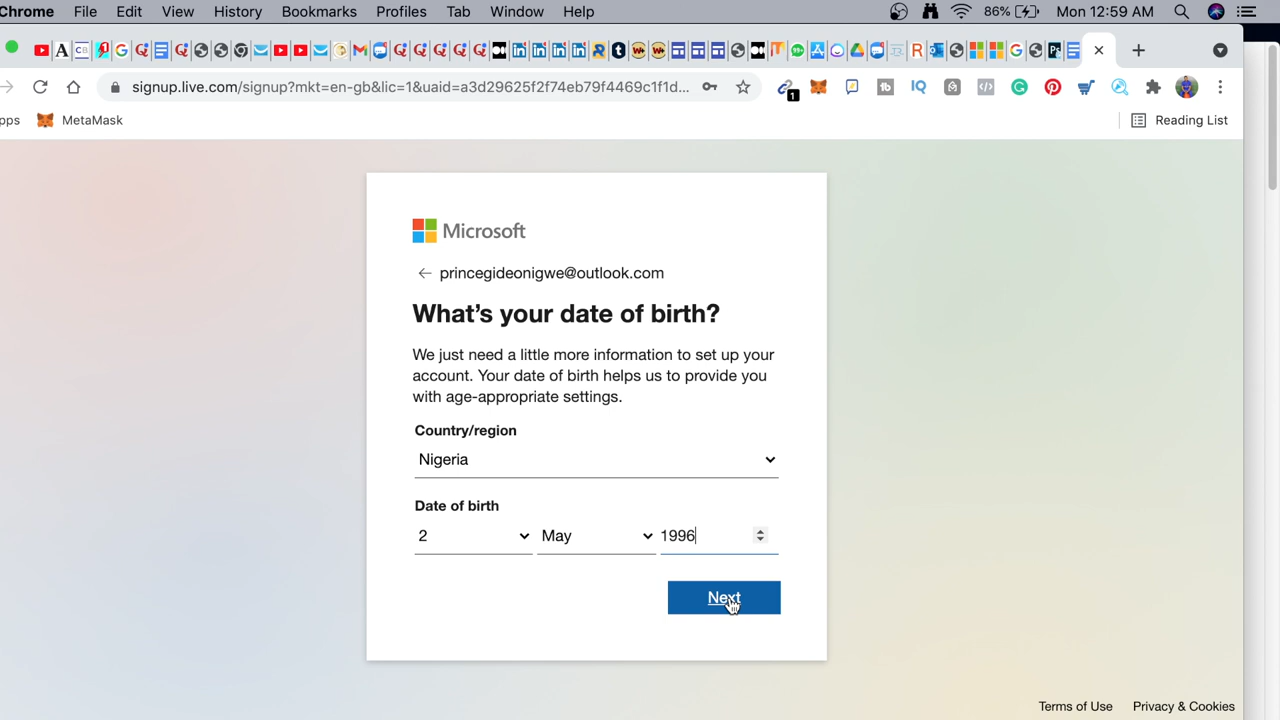 Chrome File Edit View History Bookmarks Profiles Tab Window Help 86% Mon 12:59 AM
signup.live.com/signup?mkt=en-gb&lic=1&uaid=a3d29625f2f74eb79f4469c1f1d...
1
pps MetaMask Reading List
Microsoft
princegideonigwe@outlook.com
What's your date of birth?
We just need a little more information to set up your
account. Your date of birth helps us to provide you
with age-appropriate settings.
Country/region
Nigeria
Date of birth
2 May 1996
Next
Terms of Use Privacy & Cookies